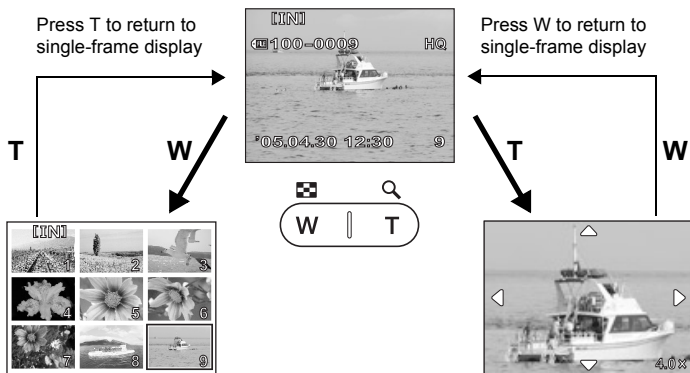 Press T to return to
single-frame display
[IN]
100-0009 HQ
'05.04.30 12:30 9
Press W to return to
single-frame display
T
W
T
W
W T
[IN]
1
2
3
4
5
6
7
8
9
4.0×